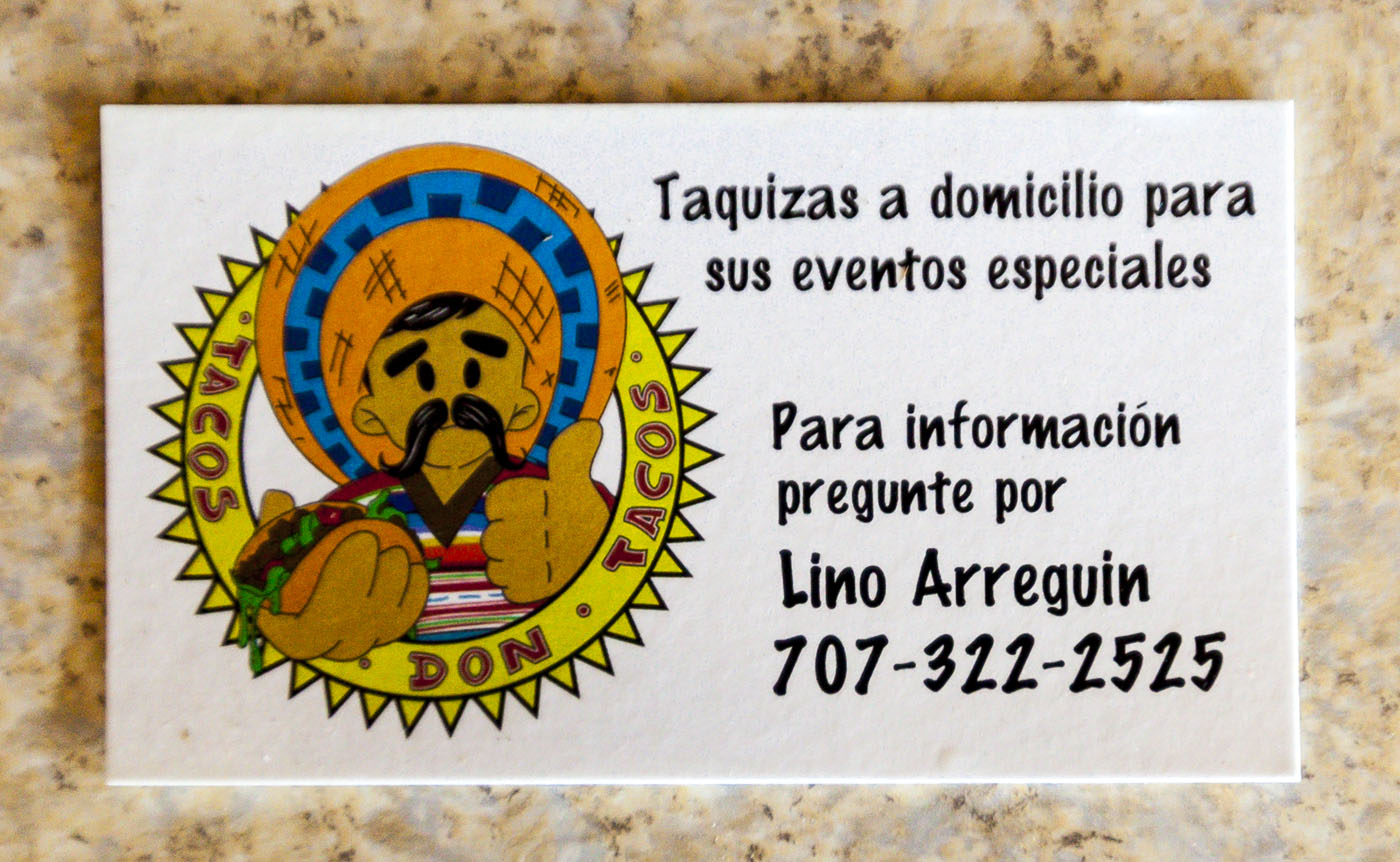 TACOS · DON · TACOS
Taquizas a domicilio para
sus eventos especiales
Para información
pregunte por
Lino Arreguin
707-322-2525